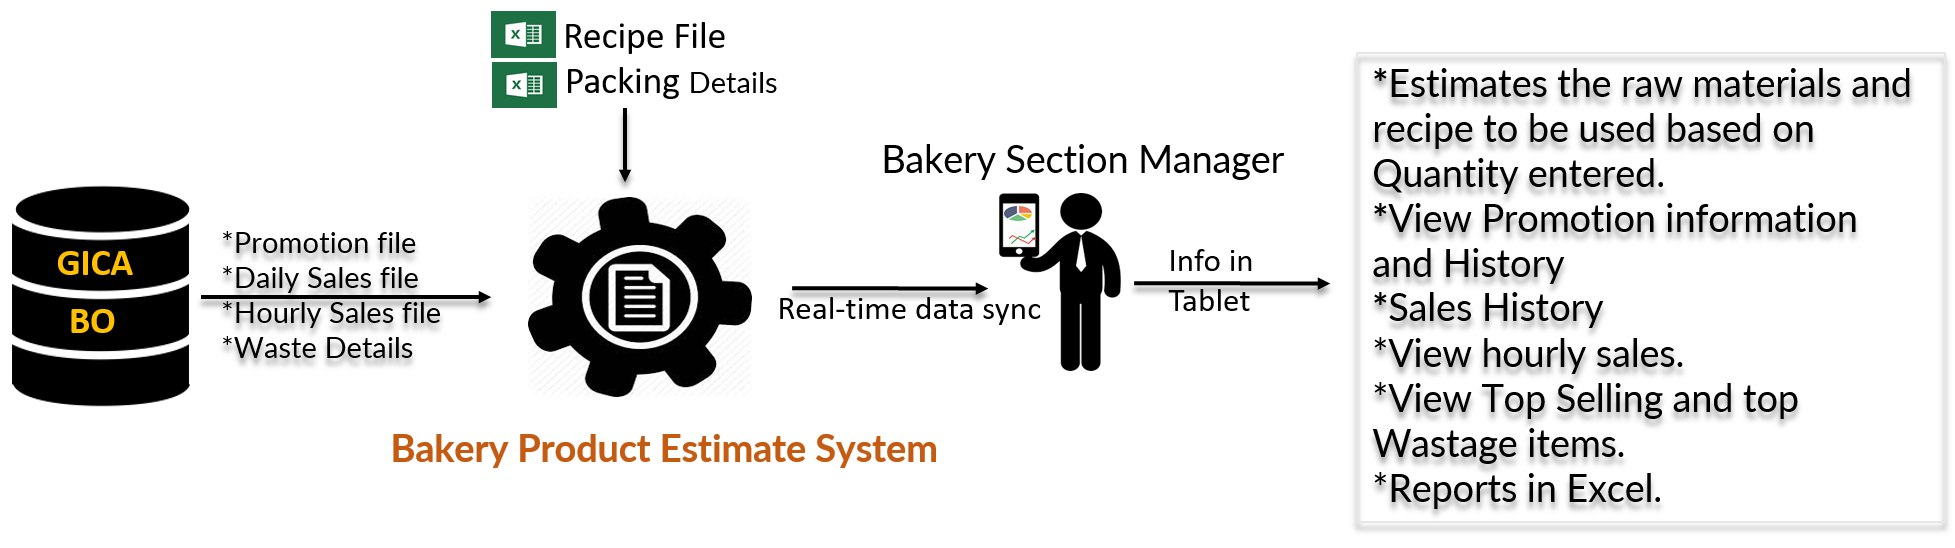 Recipe File
Packing Details
GICA
BO
*Promotion file
*Daily Sales file
*Hourly Sales file
*Waste Details
Bakery Product Estimate System
Real-time data sync
Bakery Section Manager
Info in
Tablet
*Estimates the raw materials and
recipe to be used based on
Quantity entered.
*View Promotion information
and History
*Sales History
*View hourly sales.
*View Top Selling and top
Wastage items.
*Reports in Excel.